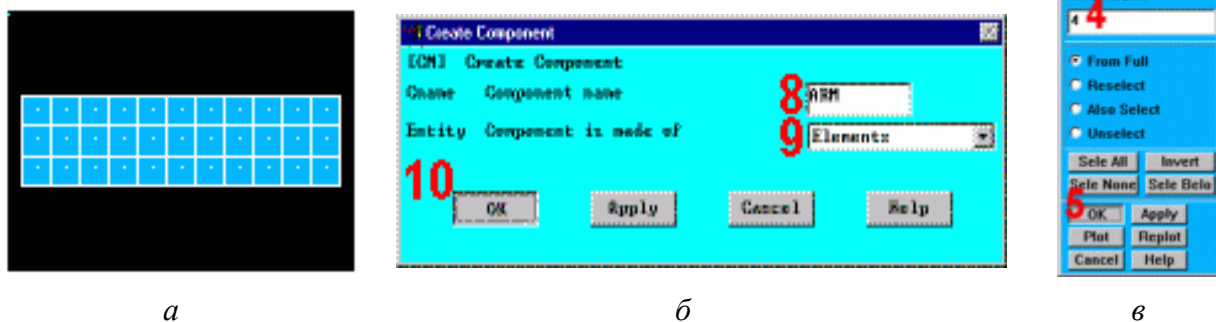 Create Component
[CM] Create Component
Cname Component name 8 ARM
Entity Component is made of 9 Elements
10
OK Apply Cancel Help
4 4
From Full
Reselect
Also Select
Unselect
Sele All Invert
Sele None Sele Belo
5
OK Apply
Plot Replot
Cancel Help
а б в